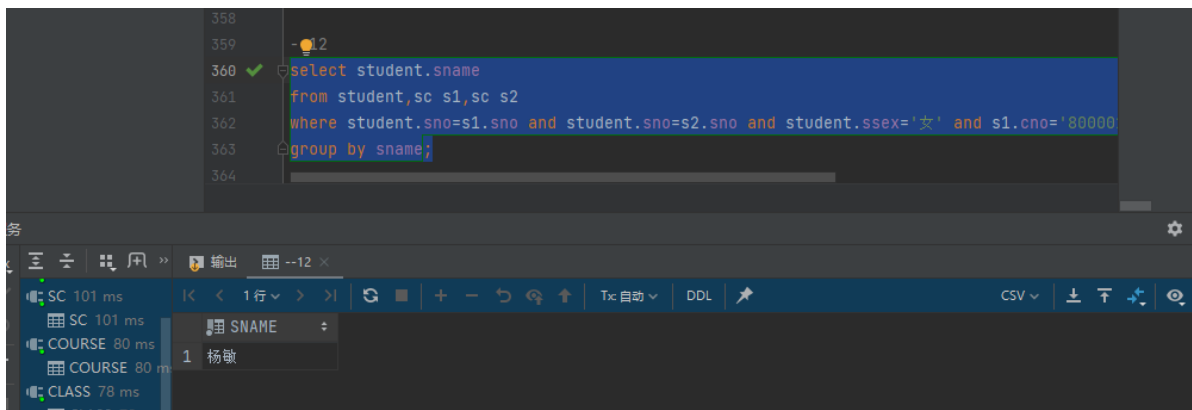 358
359 --12
360 select student.sname
361 from student,sc s1,sc s2
362 where student.sno=s1.sno and student.sno=s2.sno and student.ssex='女' and s1.cno='80000
363 group by sname;
364
务
输出 --12
SC 101 ms 1行 Tx: 自动 DDL CSV
SC 101 ms SNAME
COURSE 80 ms
1 杨敏
COURSE 80 m
CLASS 78 ms